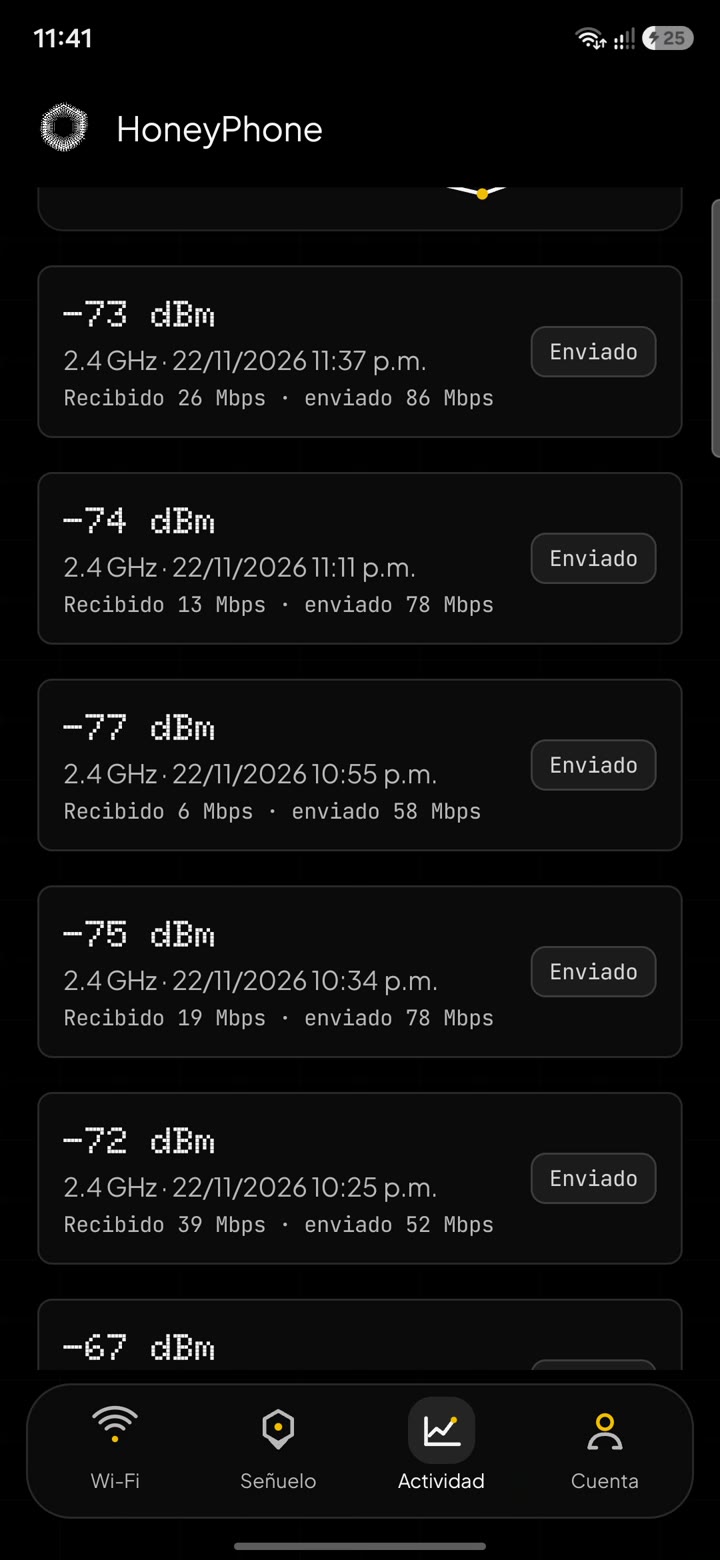 11:41
25
HoneyPhone
−73 dBm
2.4 GHz · 22/11/2026 11:37 p.m.
Recibido 26 Mbps · enviado 86 Mbps
Enviado
−74 dBm
2.4 GHz · 22/11/2026 11:11 p.m.
Recibido 13 Mbps · enviado 78 Mbps
Enviado
−77 dBm
2.4 GHz · 22/11/2026 10:55 p.m.
Recibido 6 Mbps · enviado 58 Mbps
Enviado
−75 dBm
2.4 GHz · 22/11/2026 10:34 p.m.
Recibido 19 Mbps · enviado 78 Mbps
Enviado
−72 dBm
2.4 GHz · 22/11/2026 10:25 p.m.
Recibido 39 Mbps · enviado 52 Mbps
Enviado
−67 dBm
Wi-Fi
Señuelo
Actividad
Cuenta